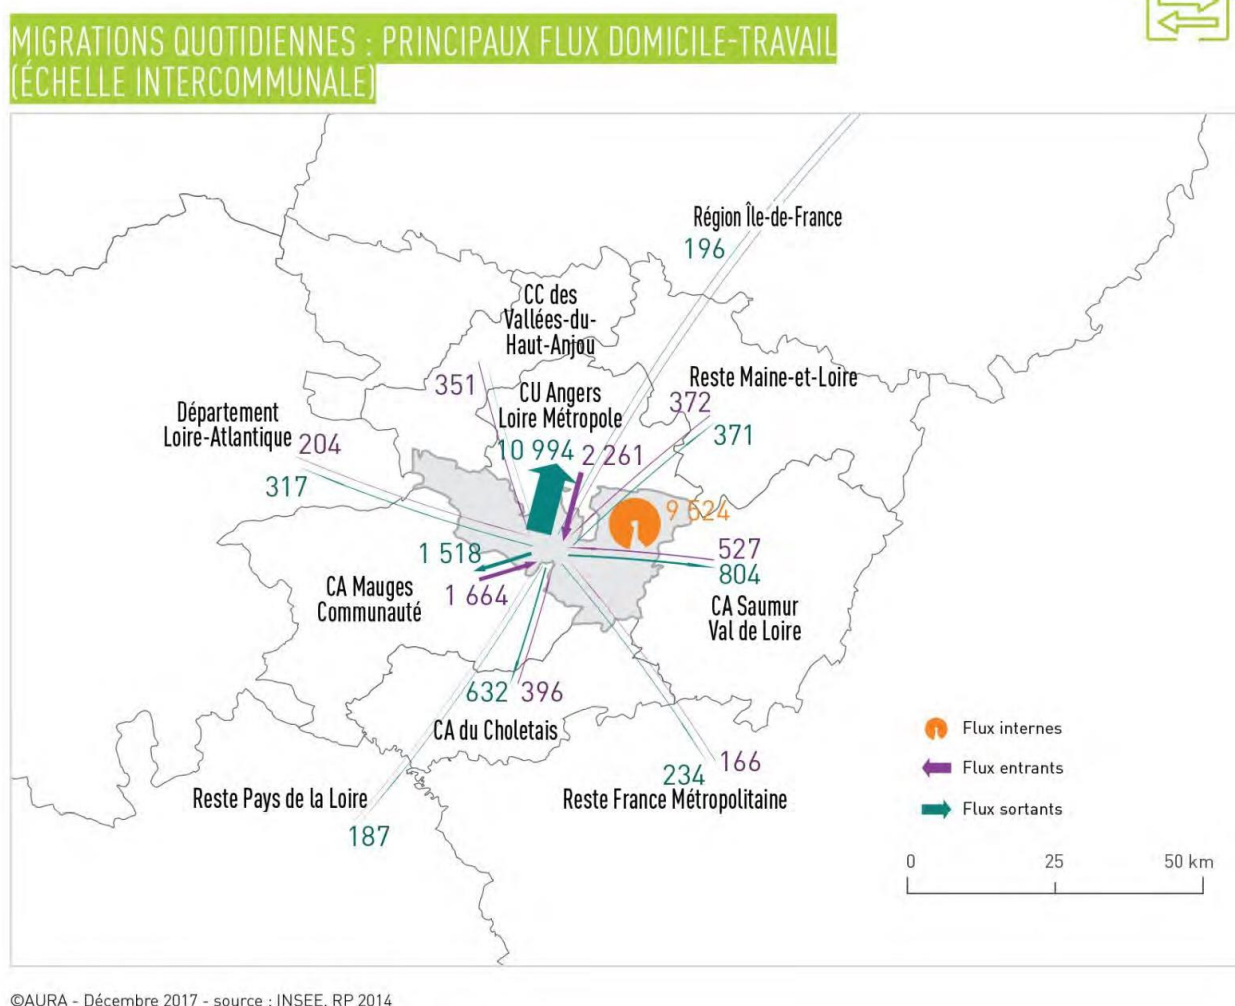 MIGRATIONS QUOTIDIENNES : PRINCIPAUX FLUX DOMICILE-TRAVAIL
(ÉCHELLE INTERCOMMUNALE)
Région Île-de-France
196
CC des
Vallées-du-
Haut-Anjou
351
CU Angers
Loire Métropole
10 994
2 261
Reste Maine-et-Loire
372
371
Département
Loire-Atlantique
204
317
9 524
1 518
1 664
CA Mauges
Communauté
527
804
CA Saumur
Val de Loire
632
396
CA du Choletais
234
166
Reste France Métropolitaine
Reste Pays de la Loire
187
Flux internes
Flux entrants
Flux sortants
0 25 50 km
©AURA - Décembre 2017 - source : INSEE, RP 2014